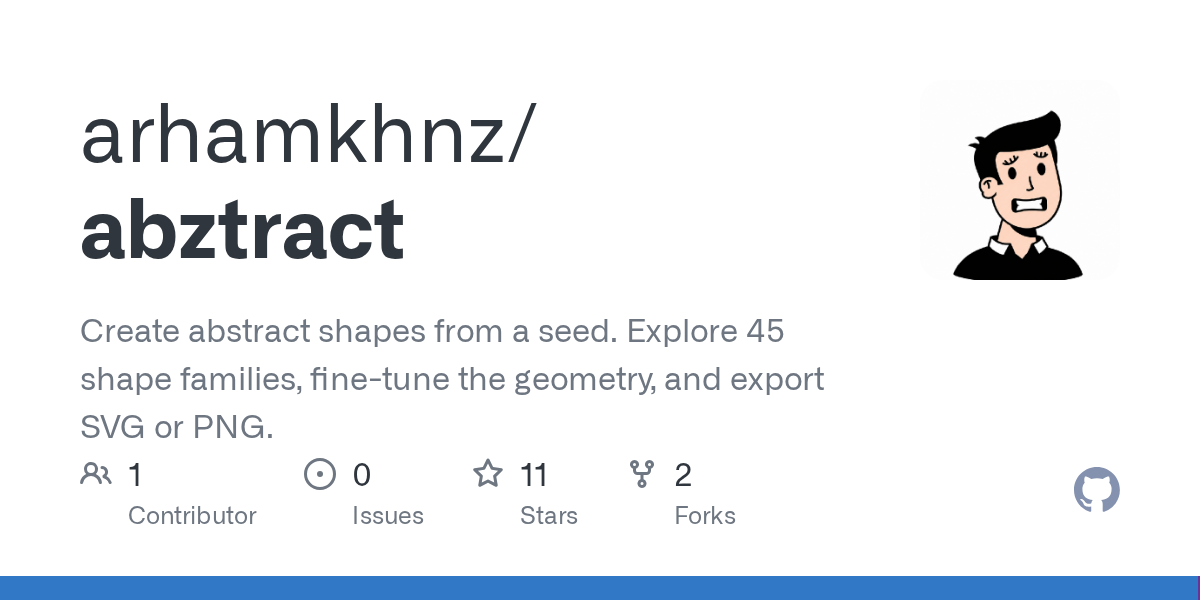 arhamkhnz/
abztract
Create abstract shapes from a seed. Explore 45
shape families, fine-tune the geometry, and export
SVG or PNG.
1 0 11 2
Contributor Issues Stars Forks